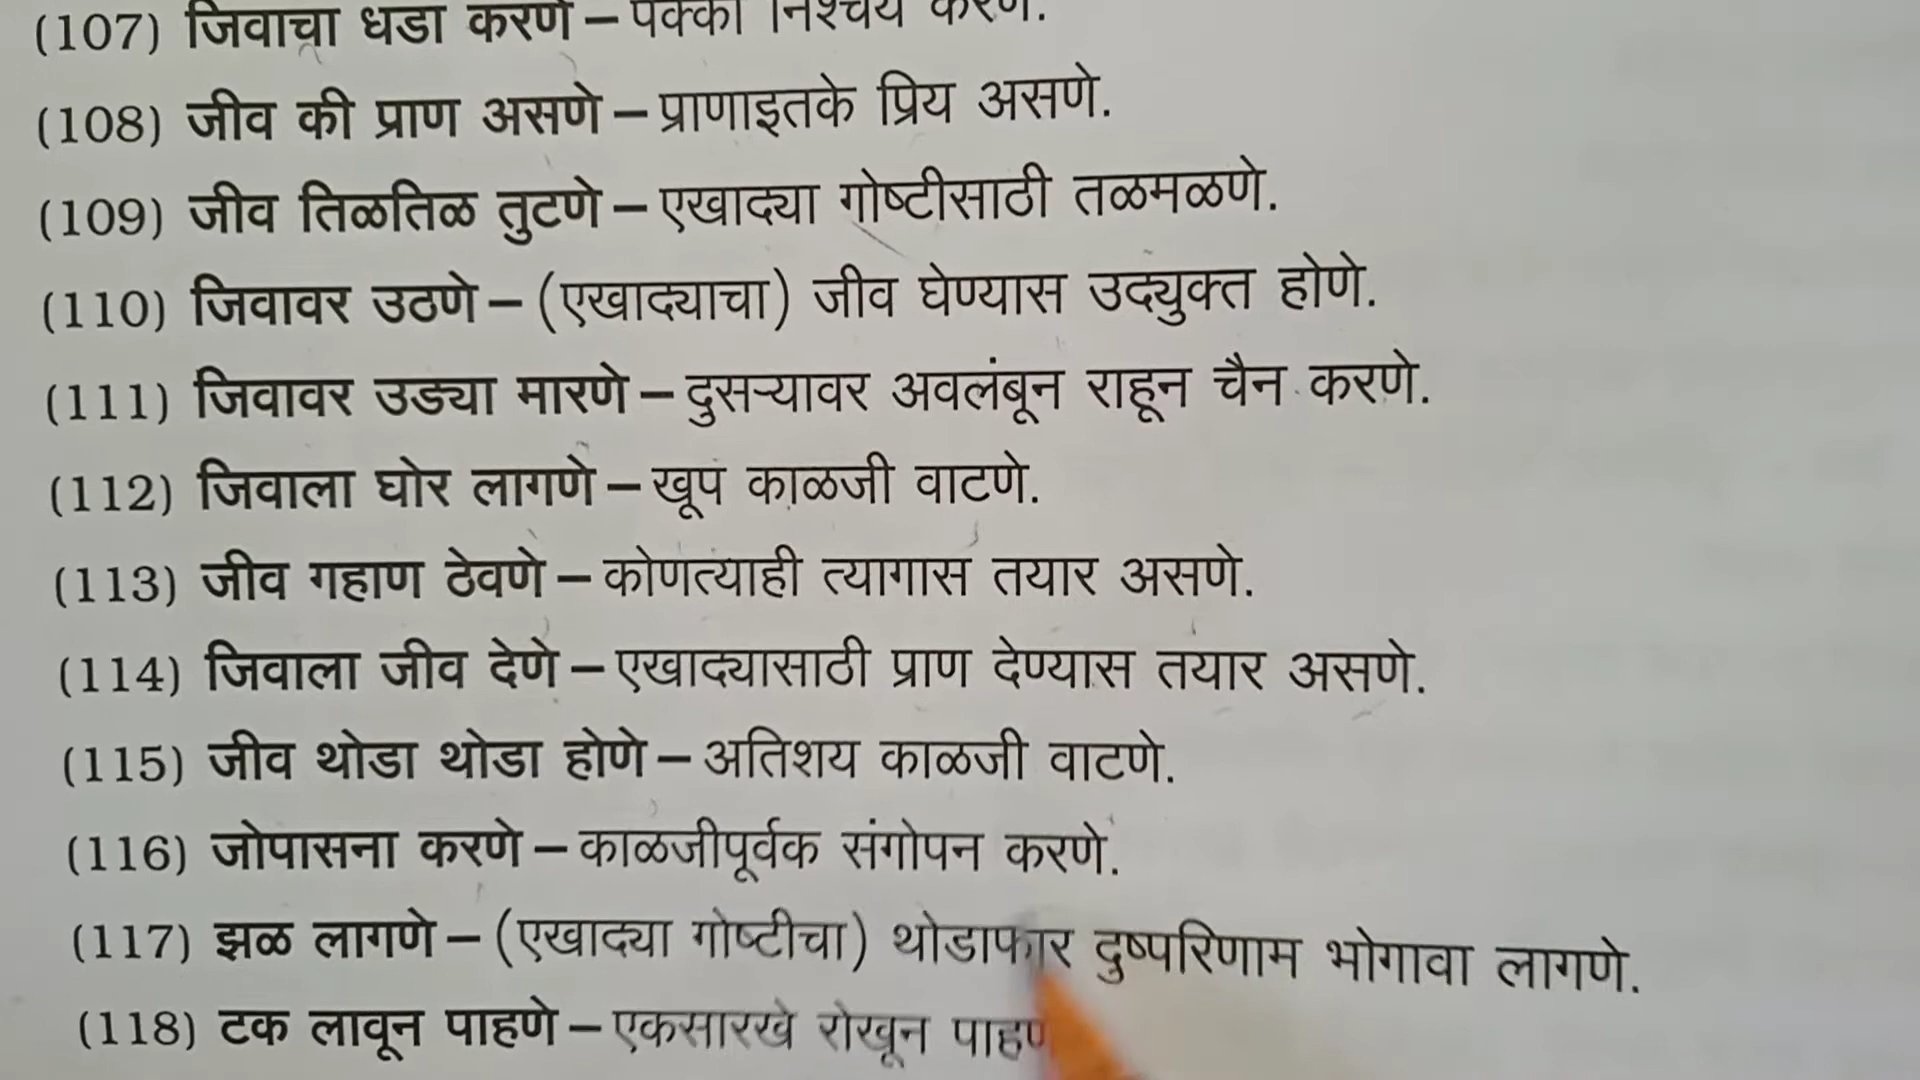 (107) जिवाचा धडा करणे – पक्का निश्चय करणे.
(108) जीव की प्राण असणे – प्राणाइतके प्रिय असणे.
(109) जीव तिळतिळ तुटणे – एखाद्या गोष्टीसाठी तळमळणे.
(110) जिवावर उठणे – (एखाद्याचा) जीव घेण्यास उद्युक्त होणे.
(111) जिवावर उड्या मारणे – दुसऱ्यावर अवलंबून राहून चैन करणे.
(112) जिवाला घोर लागणे – खूप काळजी वाटणे.
(113) जीव गहाण ठेवणे – कोणत्याही त्यागास तयार असणे.
(114) जिवाला जीव देणे – एखाद्यासाठी प्राण देण्यास तयार असणे.
(115) जीव थोडा थोडा होणे – अतिशय काळजी वाटणे.
(116) जोपासना करणे – काळजीपूर्वक संगोपन करणे.
(117) झळ लागणे – (एखाद्या गोष्टीचा) थोडाफार दुष्परिणाम भोगावा लागणे.
(118) टक लावून पाहणे – एकसारखे रोखून